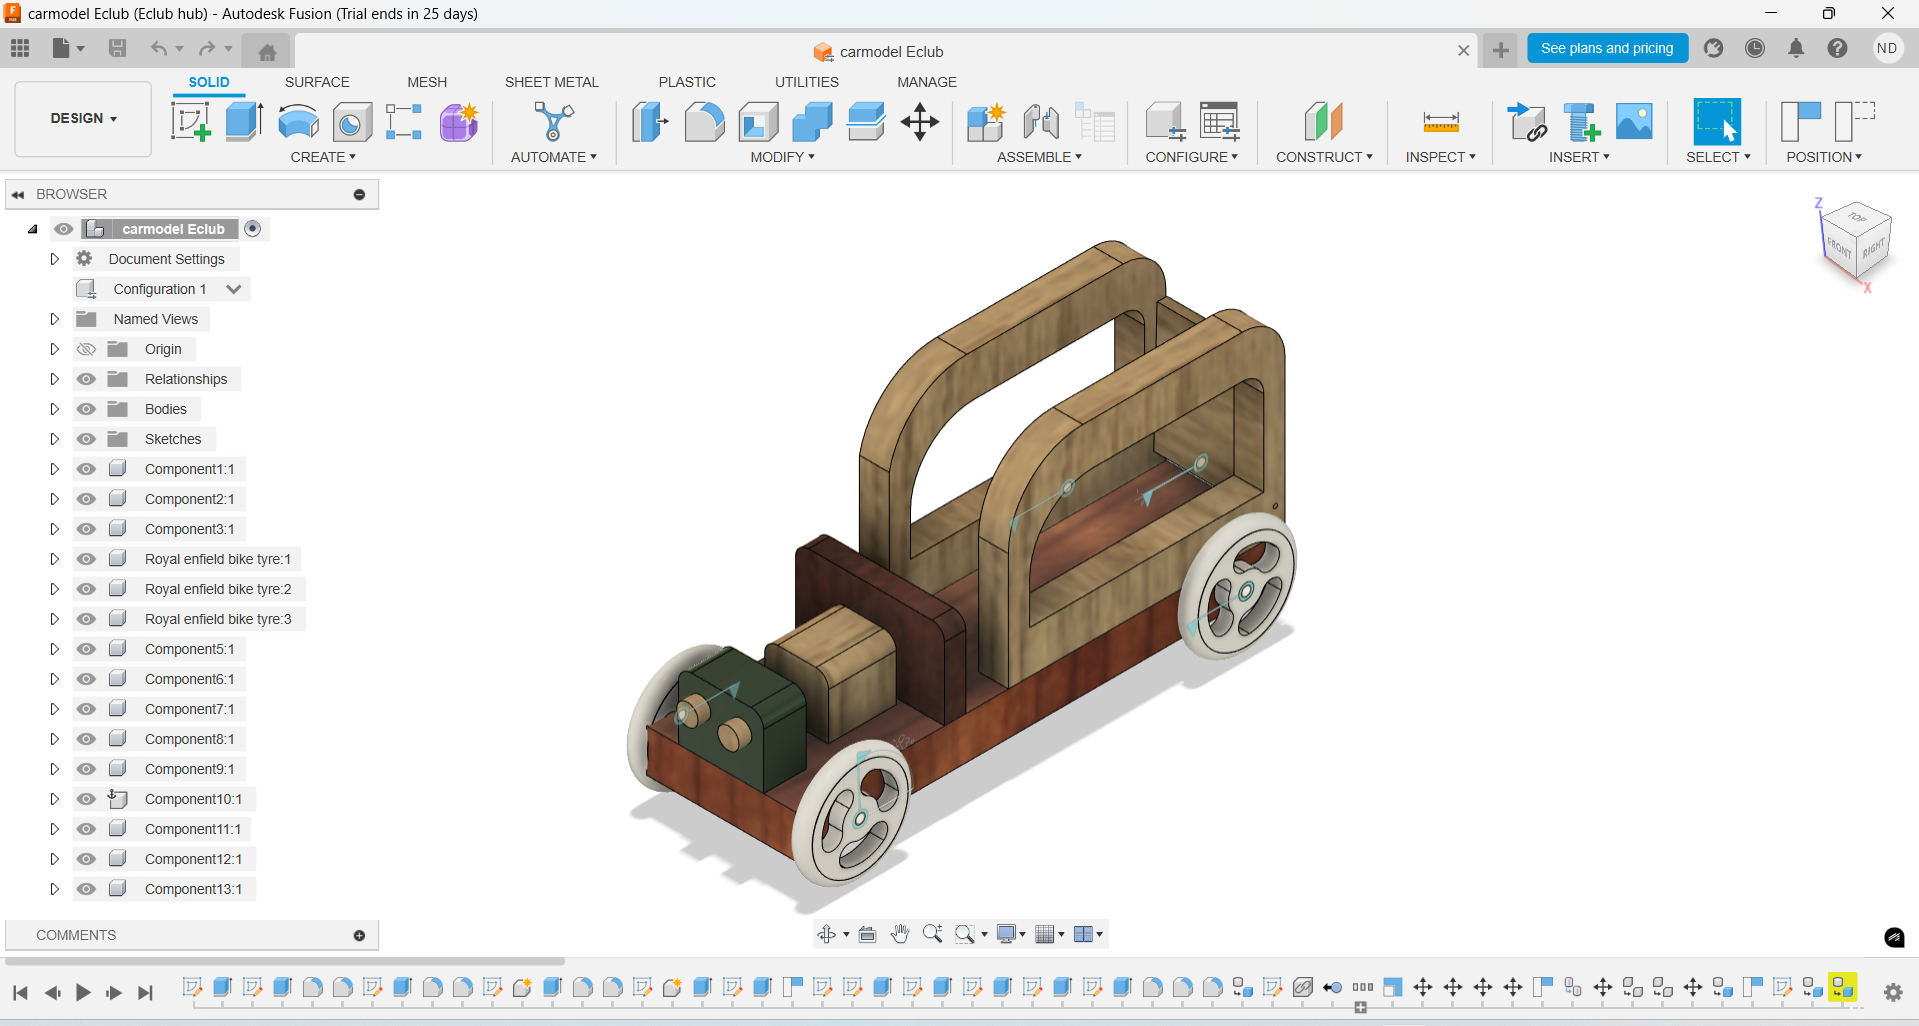 carmodel Eclub (Eclub hub) - Autodesk Fusion (Trial ends in 25 days)
carmodel Eclub
See plans and pricing
ND
DESIGN
SOLID SURFACE MESH SHEET METAL PLASTIC UTILITIES MANAGE
CREATE AUTOMATE MODIFY ASSEMBLE CONFIGURE CONSTRUCT INSPECT INSERT SELECT POSITION
BROWSER
carmodel Eclub
Document Settings
Configuration 1
Named Views
Origin
Relationships
Bodies
Sketches
Component1:1
Component2:1
Component3:1
Royal enfield bike tyre:1
Royal enfield bike tyre:2
Royal enfield bike tyre:3
Component5:1
Component6:1
Component7:1
Component8:1
Component9:1
Component10:1
Component11:1
Component12:1
Component13:1
Z
TOP
FRONT RIGHT
X
COMMENTS